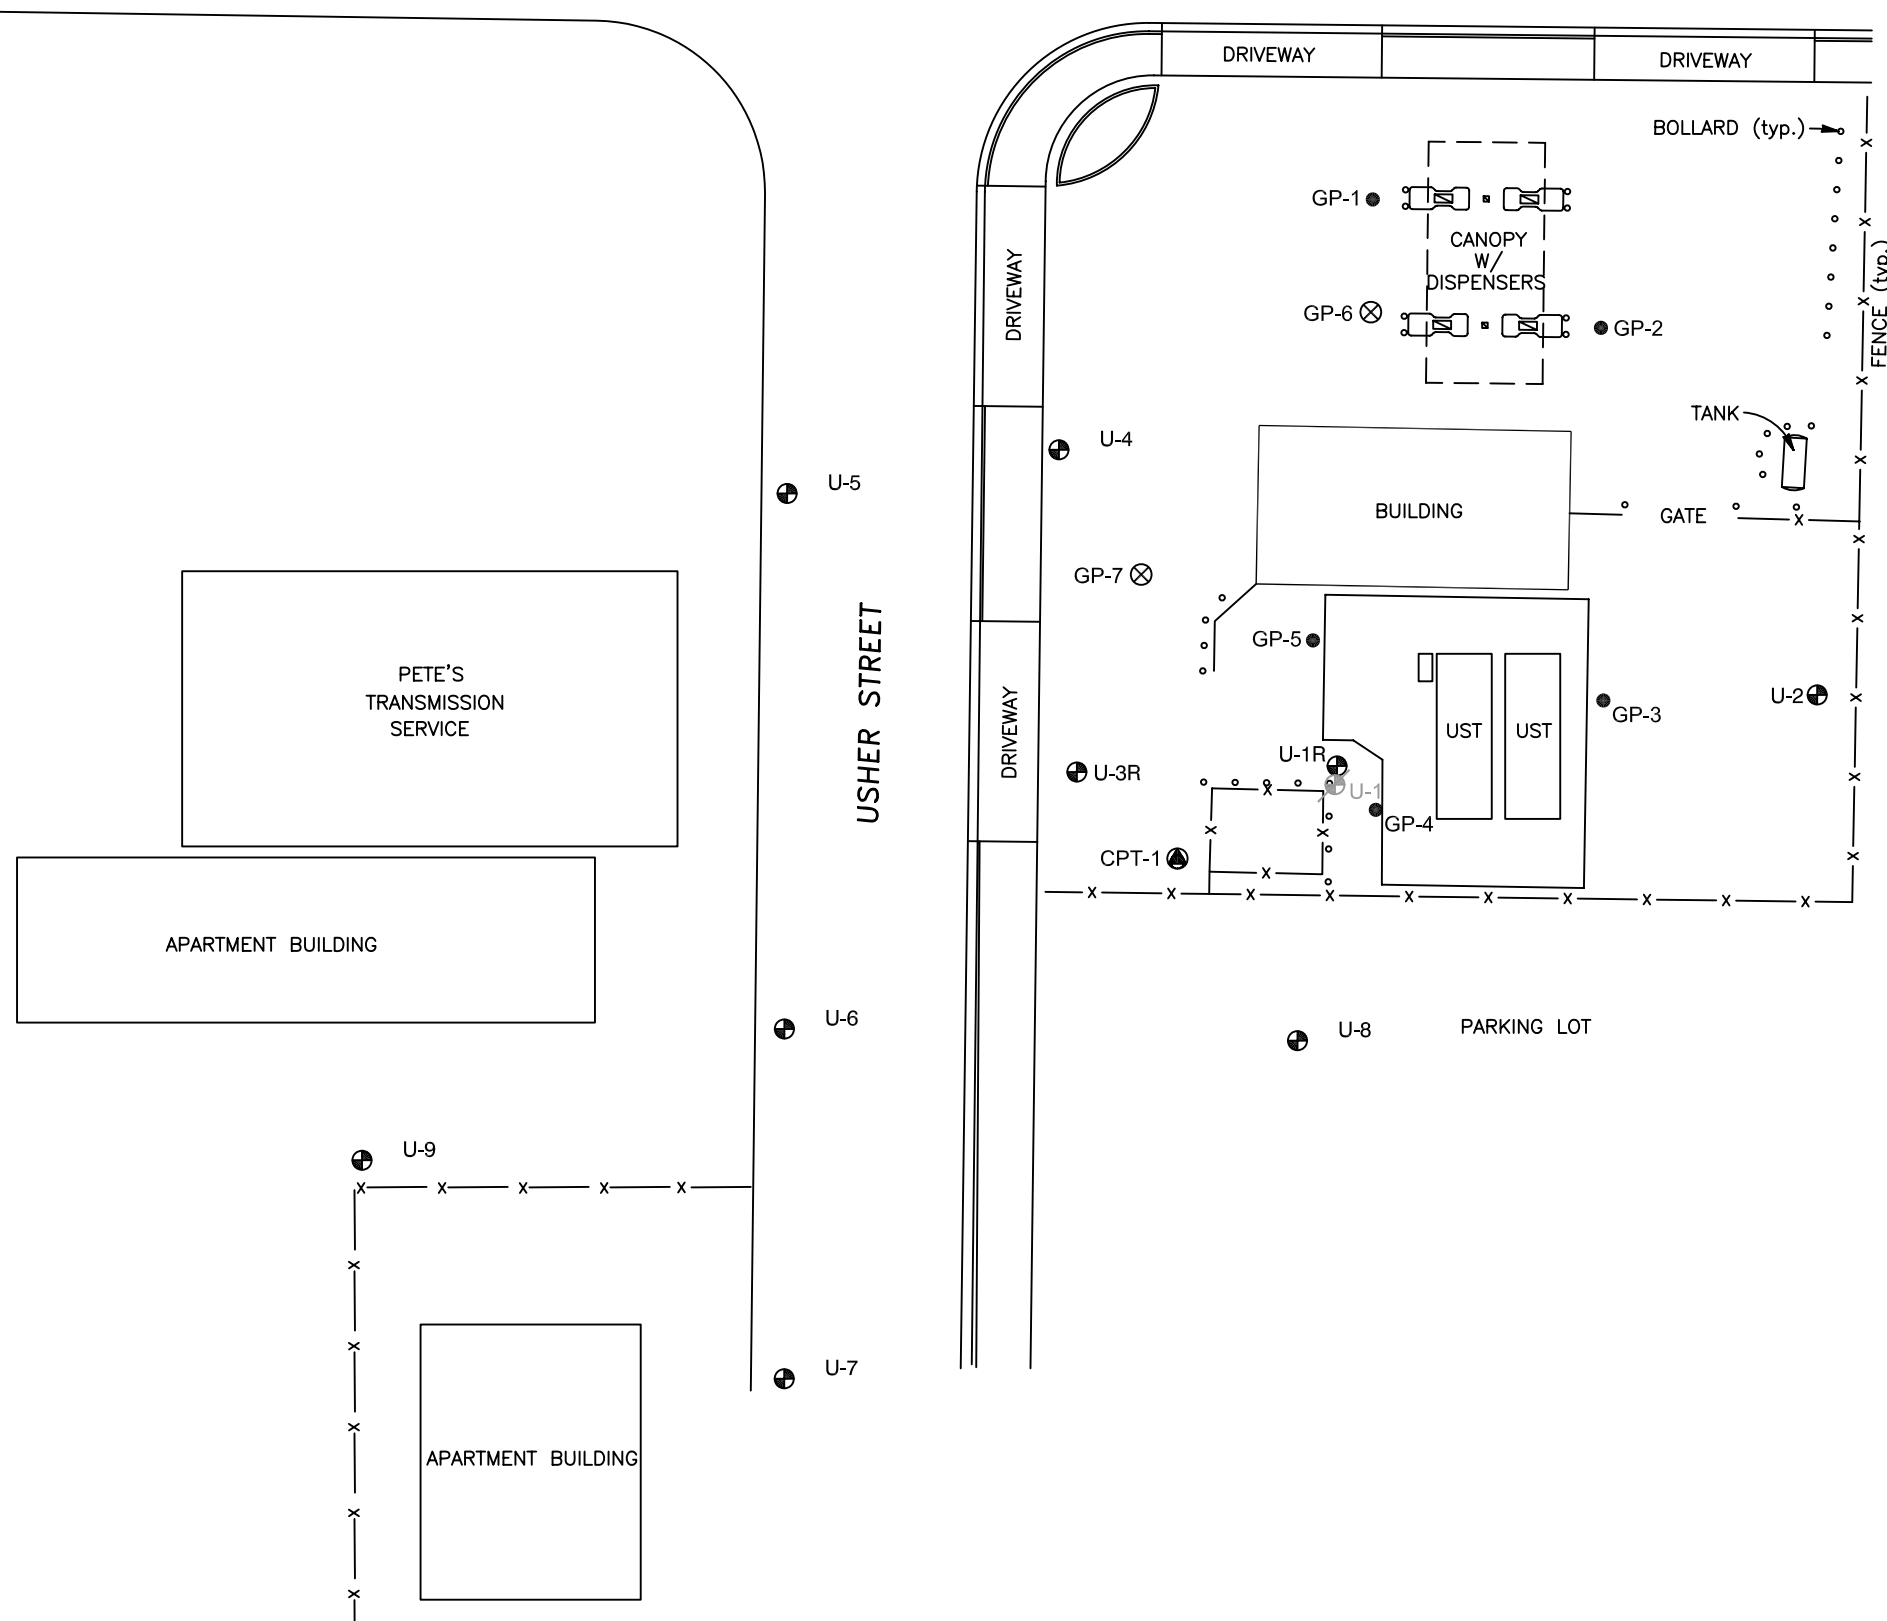 DRIVEWAY
DRIVEWAY
BOLLARD (typ.)
GP-1
CANOPY
W/
DISPENSERS
FENCE (typ.)
DRIVEWAY
GP-6
GP-2
TANK
U-4
U-5
BUILDING
GATE
GP-7
USHER STREET
GP-5
PETE'S
TRANSMISSION
SERVICE
U-2
GP-3
DRIVEWAY
UST
UST
U-1R
U-3R
U-1
GP-4
CPT-1
APARTMENT BUILDING
U-6
U-8
PARKING LOT
U-9
U-7
APARTMENT BUILDING